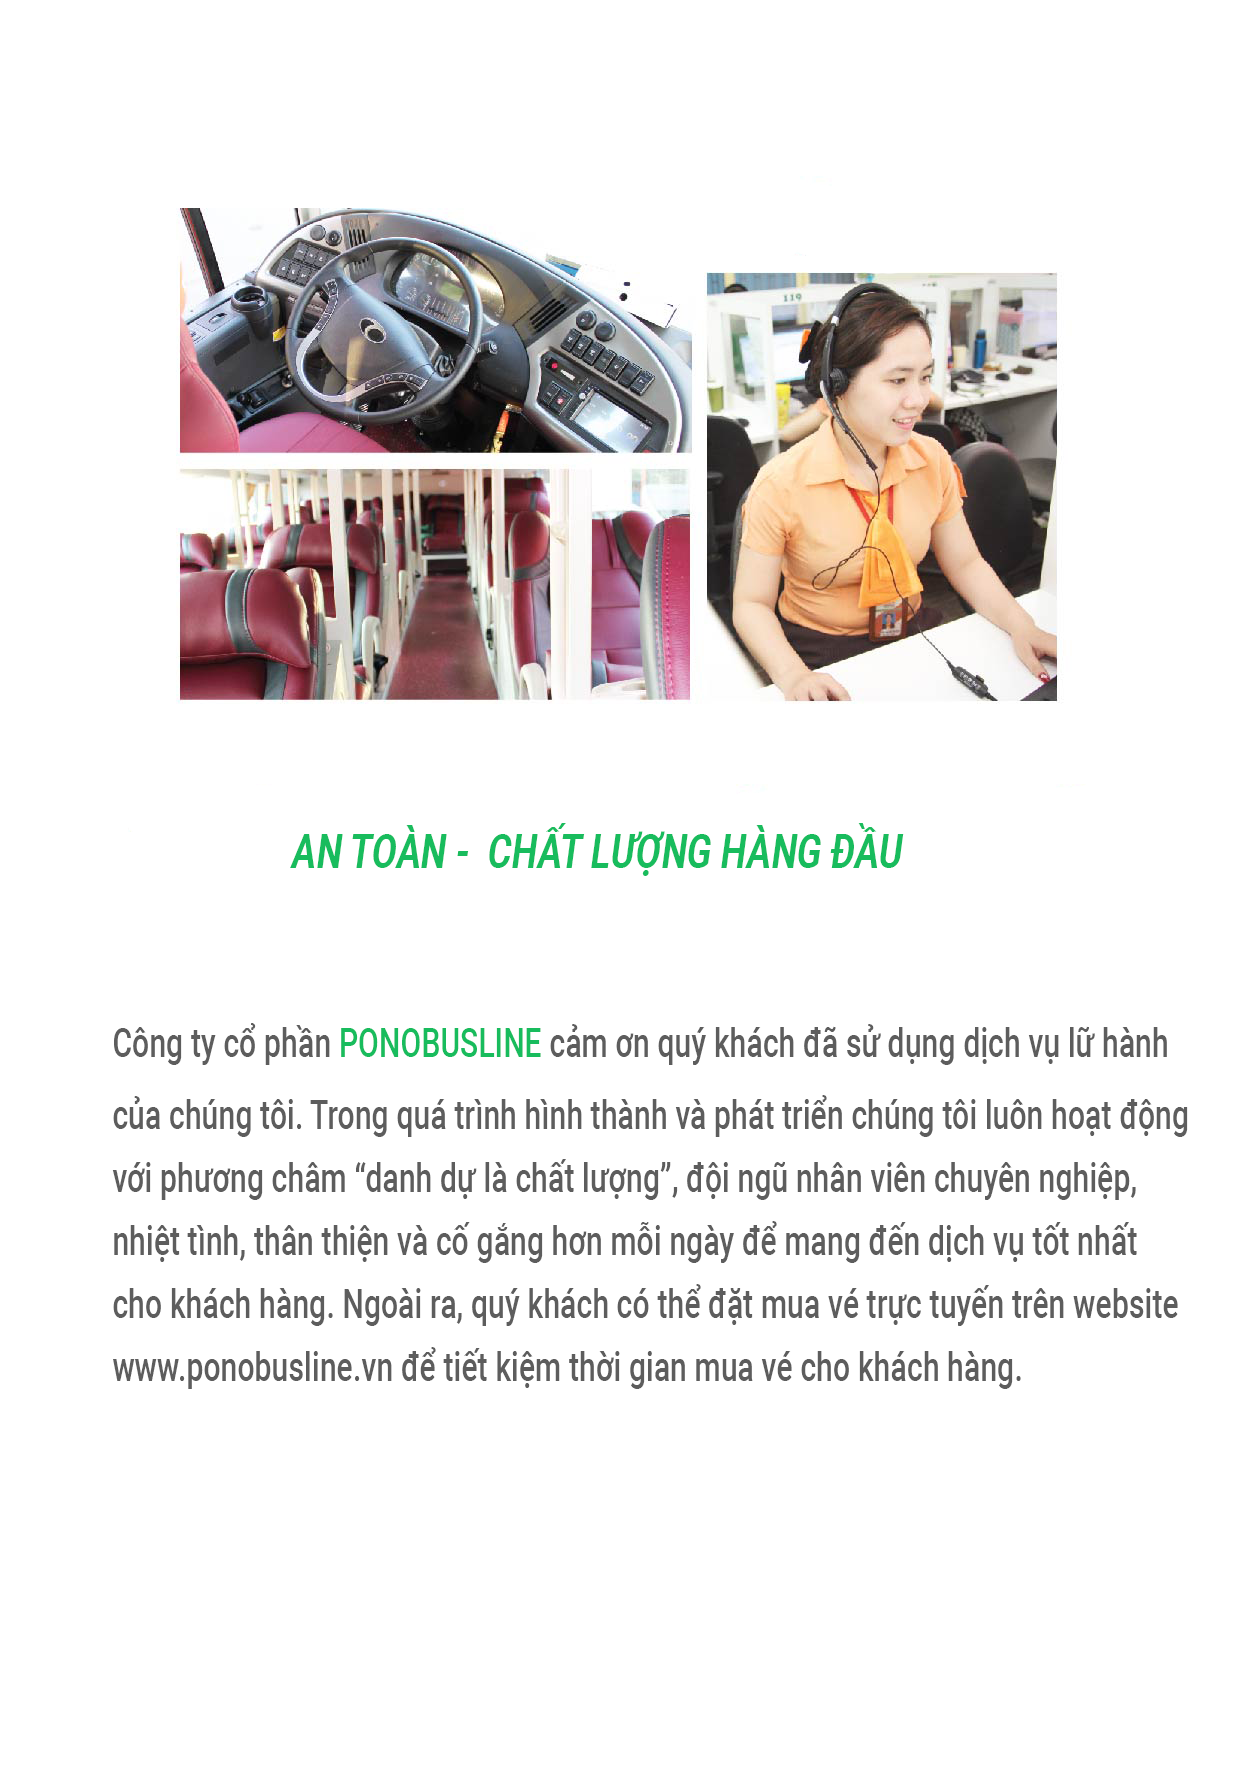 119
AN TOÀN - CHẤT LƯỢNG HÀNG ĐẦU
Công ty cổ phần PONOBUSLINE cảm ơn quý khách đã sử dụng dịch vụ lữ hành
của chúng tôi. Trong quá trình hình thành và phát triển chúng tôi luôn hoạt động
với phương châm “danh dự là chất lượng”, đội ngũ nhân viên chuyên nghiệp,
nhiệt tình, thân thiện và cố gắng hơn mỗi ngày để mang đến dịch vụ tốt nhất
cho khách hàng. Ngoài ra, quý khách có thể đặt mua vé trực tuyến trên website
www.ponobusline.vn để tiết kiệm thời gian mua vé cho khách hàng.